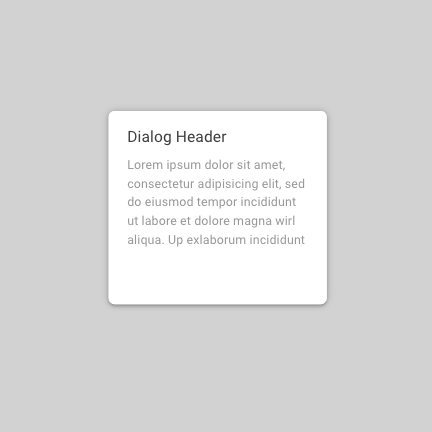 Dialog Header
Lorem ipsum dolor sit amet,
consectetur adipisicing elit, sed
do eiusmod tempor incididunt
ut labore et dolore magna wirl
aliqua. Up exlaborum incididunt